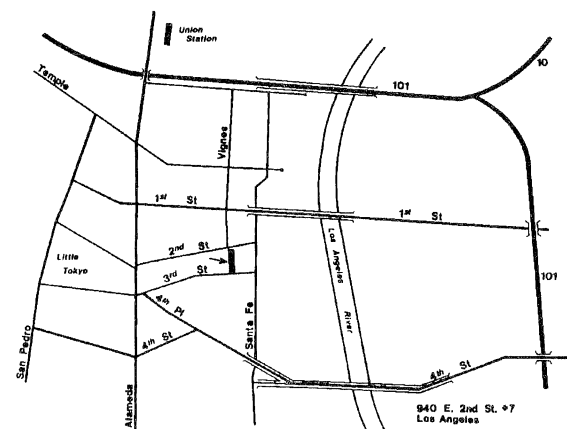 Union
Station
10
Temple
101
Vignes
1st St
1st St
2nd St
Little
Tokyo
3rd St
Los Angeles
River
101
4th Pl
4th St
San Pedro
Santa Fe
4th St
Alameda
940 E. 2nd St. #7
Los Angeles